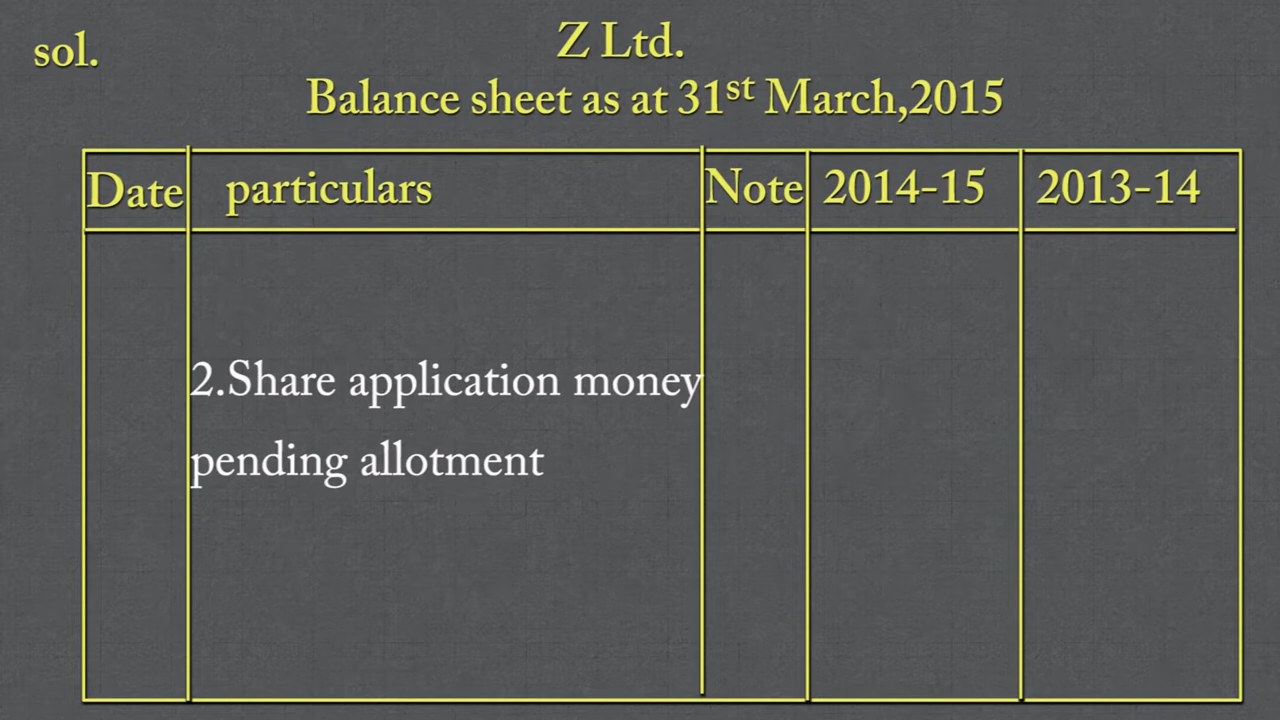 sol.
Z Ltd.
Balance sheet as at 31st March,2015
Date particulars Note 2014-15 2013-14
2.Share application money
pending allotment